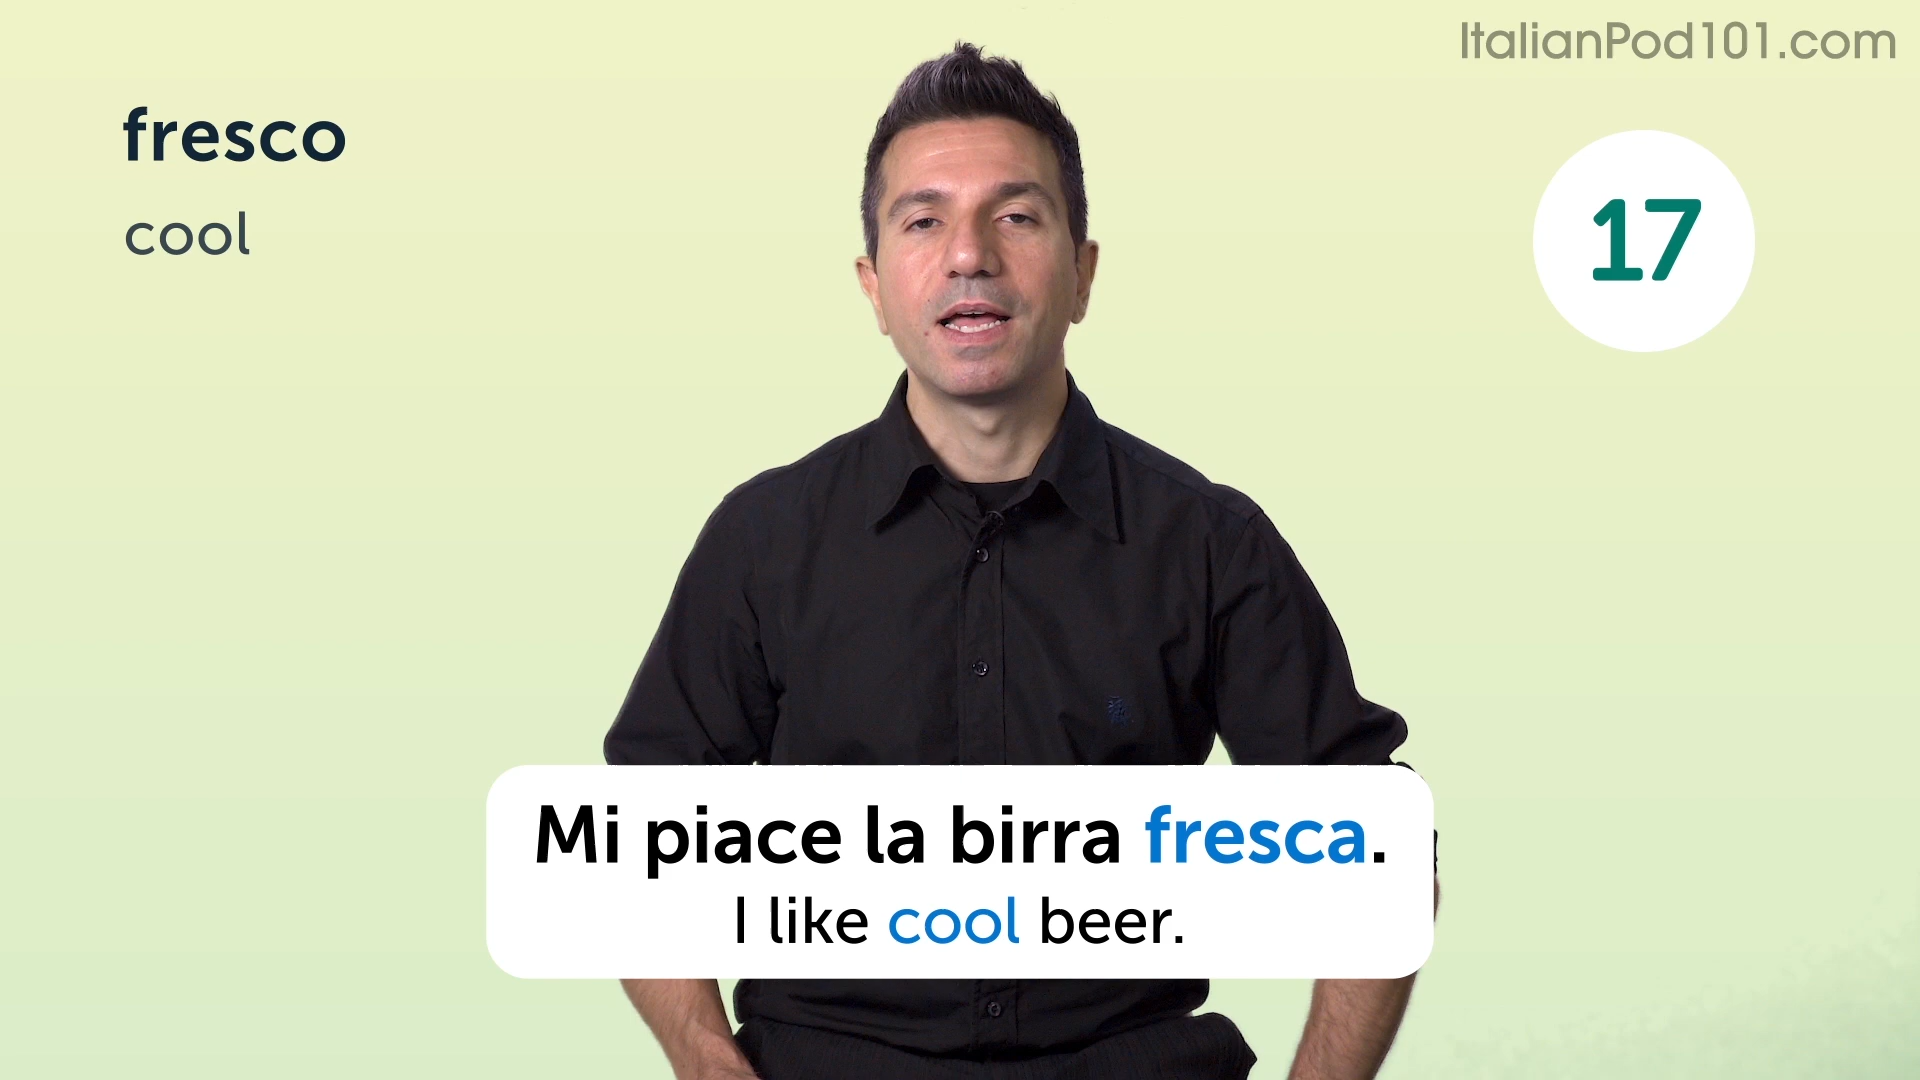 ItalianPod101.com
fresco
cool
17
Mi piace la birra fresca.
I like cool beer.